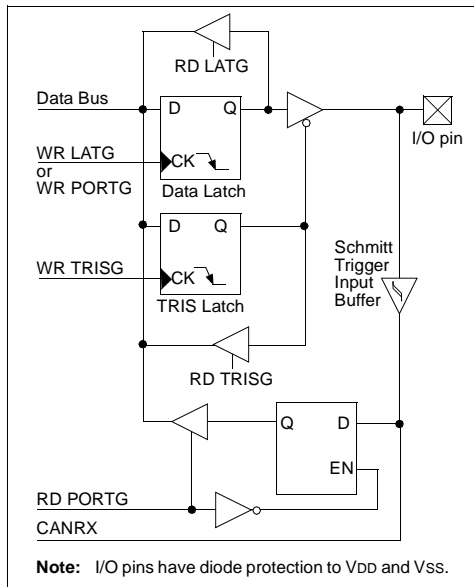 RD LATG
Data Bus
D Q
I/O pin
WR LATG
or
WR PORTG
CK
Data Latch
D Q
WR TRISG
CK
TRIS Latch
Schmitt
Trigger
Input
Buffer
RD TRISG
Q D
EN
RD PORTG
CANRX
Note: I/O pins have diode protection to VDD and VSS.